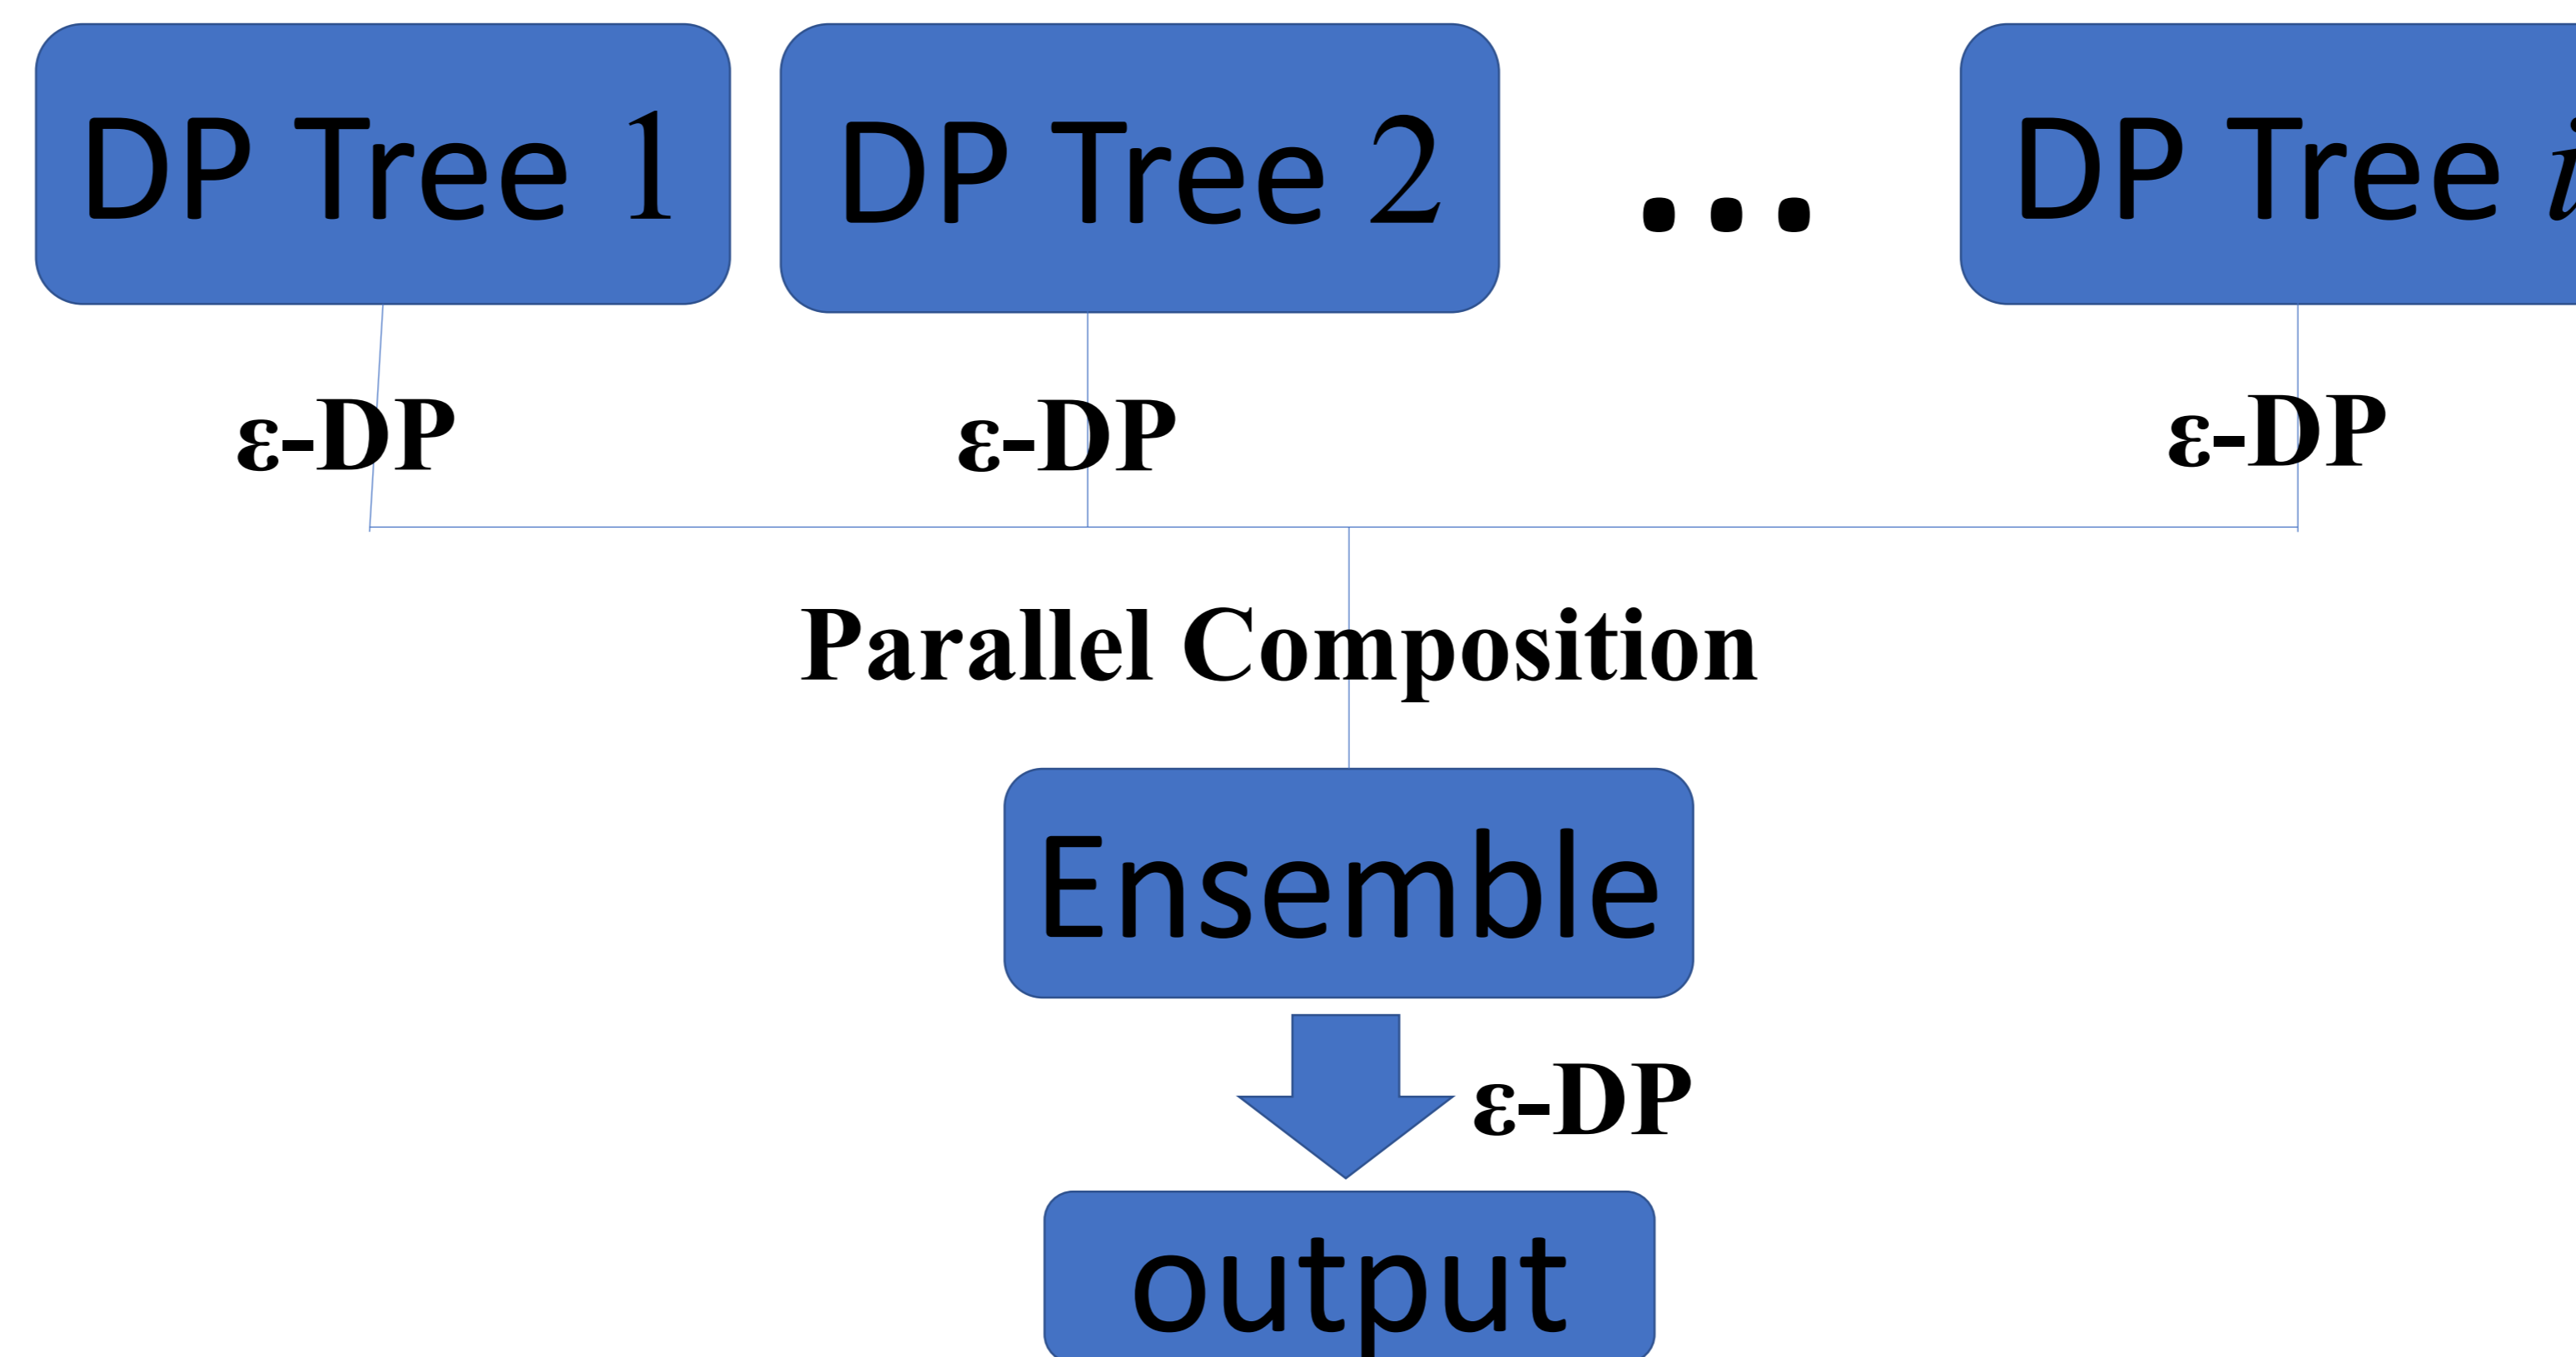 DP Tree 1
DP Tree 2
...
DP Tree i
ε-DP
ε-DP
ε-DP
Parallel Composition
Ensemble
ε-DP
output